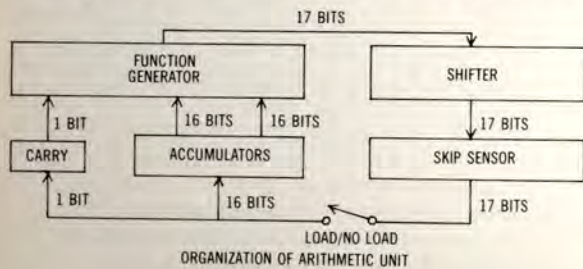 17 BITS
FUNCTION
GENERATOR
SHIFTER
1 BIT
16 BITS
16 BITS
17 BITS
CARRY
ACCUMULATORS
SKIP SENSOR
1 BIT
16 BITS
17 BITS
LOAD/NO LOAD
ORGANIZATION OF ARITHMETIC UNIT